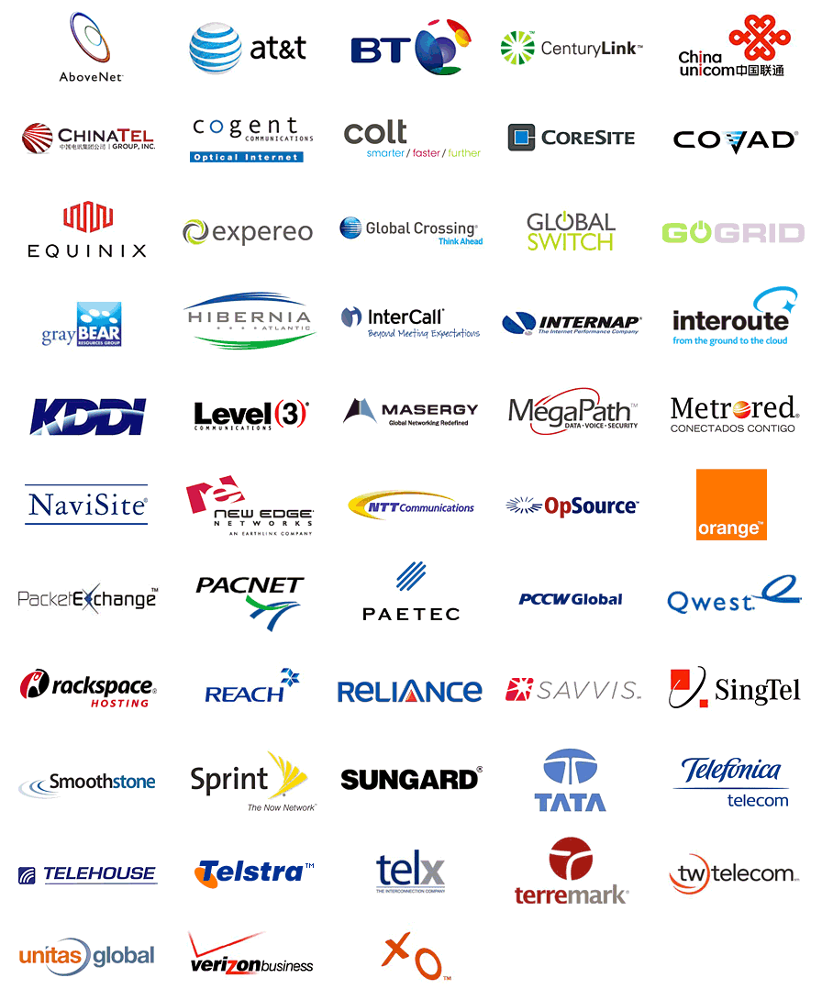 AboveNet
at&t
BT
CenturyLink™
China
unicom中国联通
CHINATEL
中国电讯集团公司 | GROUP, INC.
cogent
COMMUNICATIONS
Optical Internet
colt
smarter / faster / further
CORESITE
COVAD®
EQUINIX
expereo
Global Crossing®
Think Ahead
GLOBAL
SWITCH
GOGRID
grayBEAR
RESOURCES GROUP
HIBERNIA
ATLANTIC
InterCall®
Beyond Meeting Expectations
INTERNAP®
The Internet Performance Company
interoute
from the ground to the cloud
KDDI
Level(3)®
COMMUNICATIONS
MASERGY
Global Networking Redefined
MegaPath™
DATA • VOICE • SECURITY
Metrored®
CONECTADOS CONTIGO
NaviSite®
ne
NEW EDGE
NETWORKS
AN EARTHLINK COMPANY
NTT Communications
OpSource™
orange™
PacketExchange™
PACNET
PAETEC
PCCW Global
Qwest.
rackspace®
HOSTING
REACH
RELIANCE
SAVVIS™
SingTel
Smoothstone
Sprint
The Now Network™
SUNGARD®
TATA
Telefónica
telecom
TELEHOUSE
Telstra™
telx
THE INTERCONNECTION COMPANY
terremark®
tw telecom
unitas global
verizonbusiness
XO™